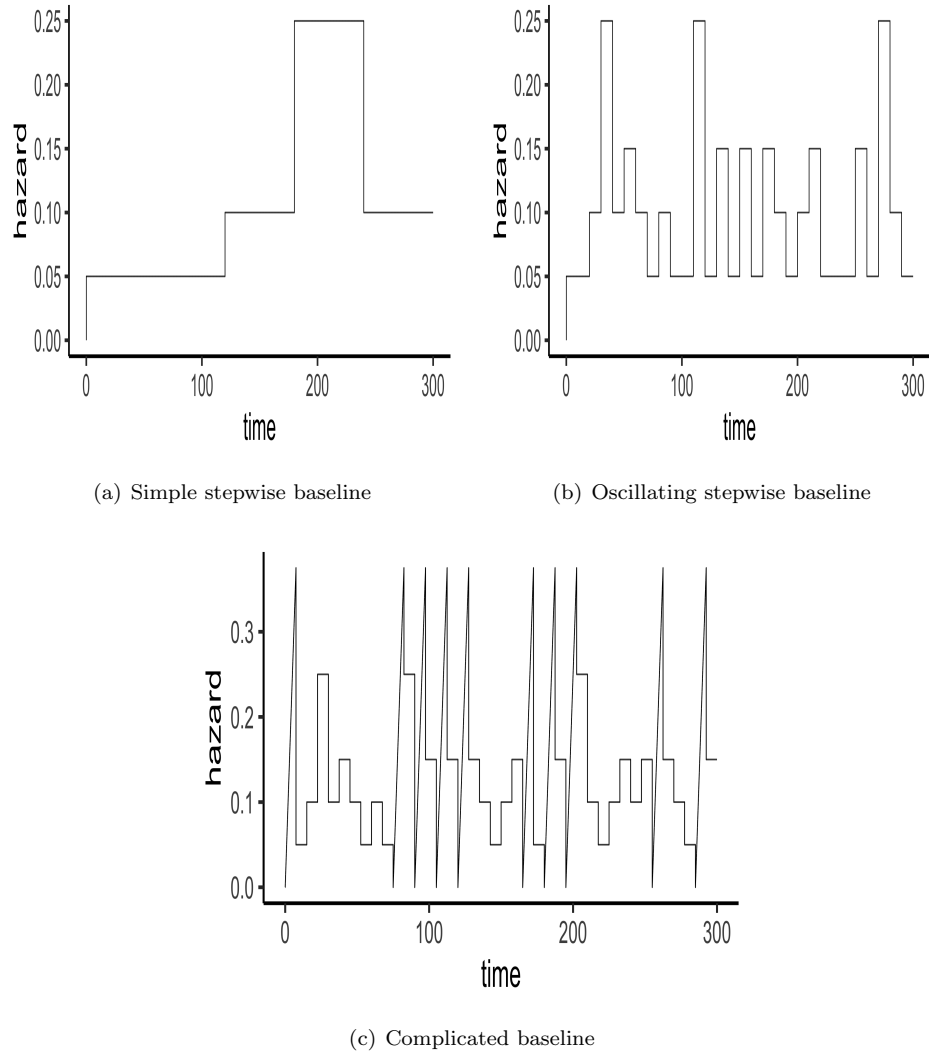 hazard
0.25
0.20
0.15
0.10
0.05
0.00
0 100 200 300
time
(a) Simple stepwise baseline
hazard
0.25
0.20
0.15
0.10
0.05
0.00
0 100 200 300
time
(b) Oscillating stepwise baseline
hazard
0.3
0.2
0.1
0.0
0 100 200 300
time
(c) Complicated baseline